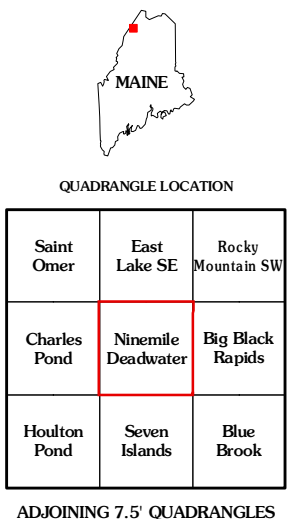 MAINE
QUADRANGLE LOCATION
Saint
Omer
East
Lake SE
Rocky
Mountain SW
Charles
Pond
Ninemile
Deadwater
Big Black
Rapids
Houlton
Pond
Seven
Islands
Blue
Brook
ADJOINING 7.5' QUADRANGLES